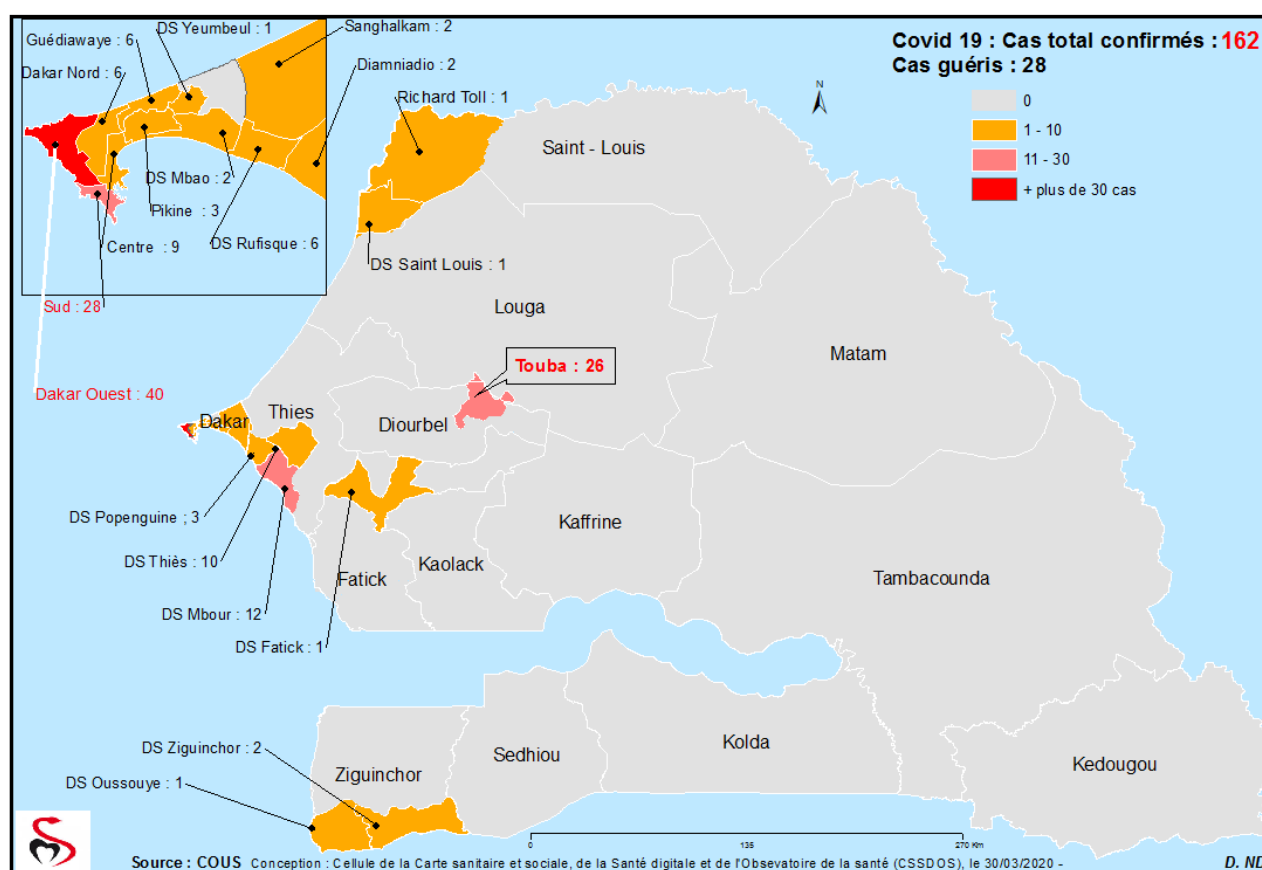 Covid 19 : Cas total confirmés : 162
Cas guéris : 28
0
1 - 10
11 - 30
+ plus de 30 cas
N
DS Yeumbeul : 1
Sanghalkam : 2
Guédiawaye : 6
Diamniadio : 2
Dakar Nord : 6
Richard Toll : 1
DS Mbao : 2
Pikine : 3
Centre : 9
DS Rufisque : 6
Sud : 28
Dakar Ouest : 40
Saint - Louis
DS Saint Louis : 1
Louga
Matam
Touba : 26
Dakar
Thies
Diourbel
DS Popenguine ; 3
DS Thiès : 10
DS Mbour : 12
DS Fatick : 1
Fatick
Kaolack
Kaffrine
Tambacounda
DS Ziguinchor : 2
DS Oussouye : 1
Ziguinchor
Sedhiou
Kolda
Kedougou
0 135 270 Km
Source : COUS Conception : Cellule de la Carte sanitaire et sociale, de la Santé digitale et de l'Obsevatoire de la santé (CSSDOS), le 30/03/2020 - D. ND